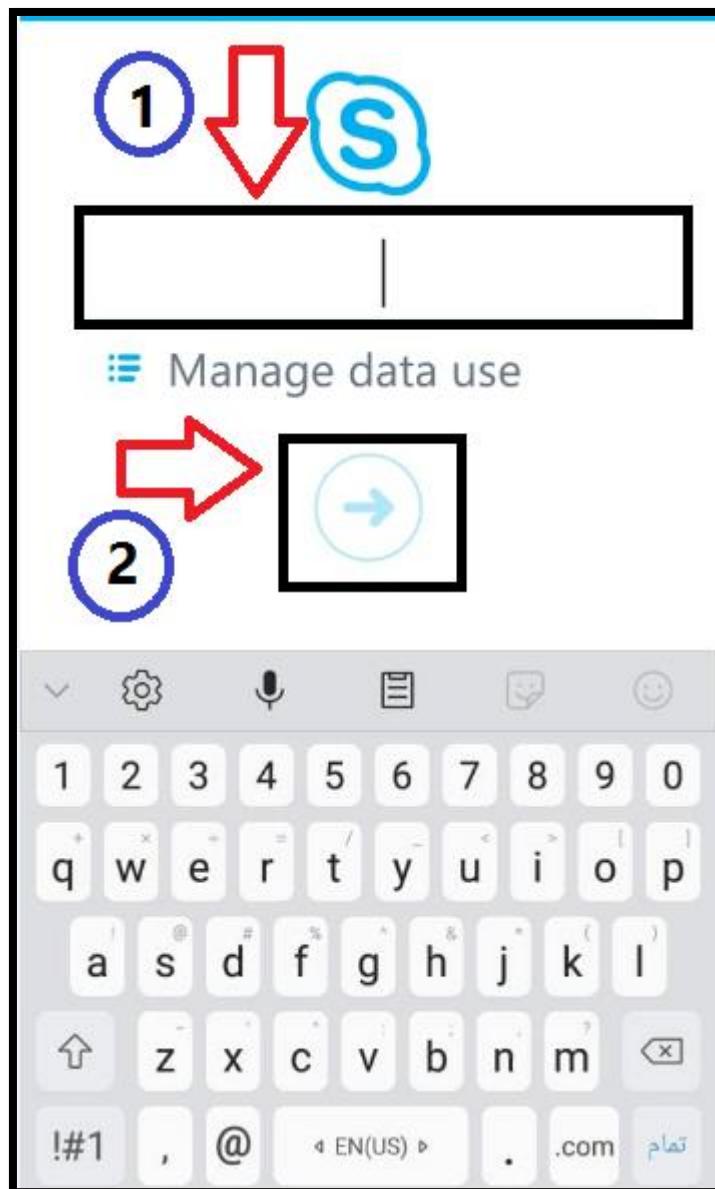 1
S
Manage data use
2
1 2 3 4 5 6 7 8 9 0
+ × ÷ = / _ < > [ ]
q w e r t y u i o p
! @ # % ^ & * ( )
a s d f g h j k l
z x c v b n m
!#1 , @ EN(US) . .com تمام